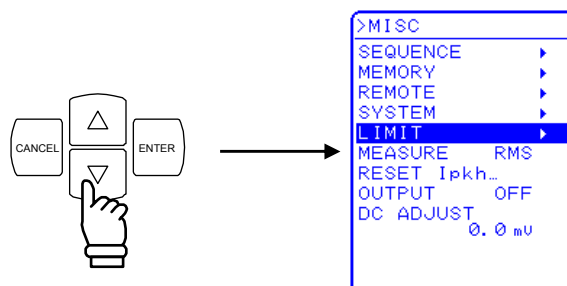 CANCEL
ENTER
>MISC
SEQUENCE
MEMORY
REMOTE
SYSTEM
LIMIT
MEASURE RMS
RESET Ipkh…
OUTPUT OFF
DC ADJUST
0.0 mV